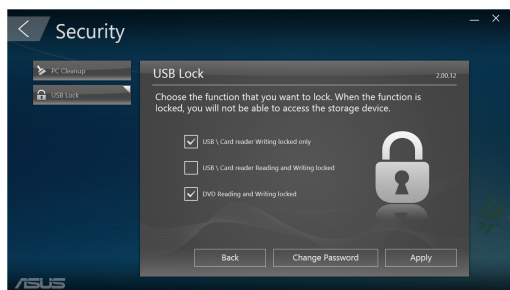 Security
PC Cleanup
USB Lock
USB Lock
2.00.12
Choose the function that you want to lock. When the function is
locked, you will not be able to access the storage device.
USB \ Card reader Writing locked only
USB \ Card reader Reading and Writing locked
DVD Reading and Writing locked
Back
Change Password
Apply
ASUS